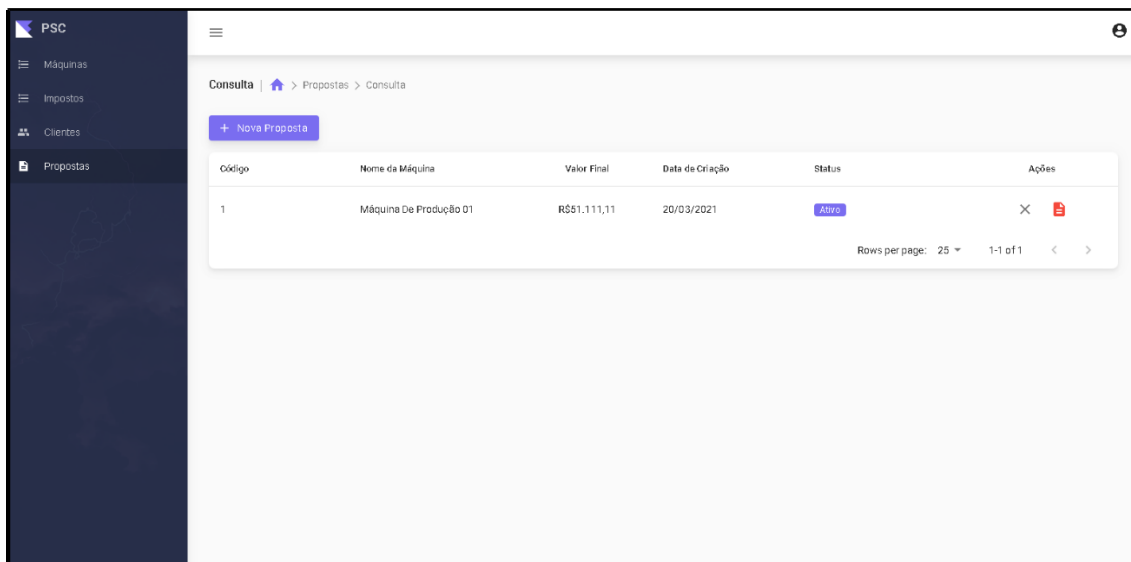 PSC
Máquinas
Impostos
Clientes
Propostas
Consulta | > Propostas > Consulta
+ Nova Proposta
Código Nome da Máquina Valor Final Data de Criação Status Ações
1 Máquina De Produção 01 R$51.111,11 20/03/2021 Ativo
Rows per page: 25 1-1 of 1